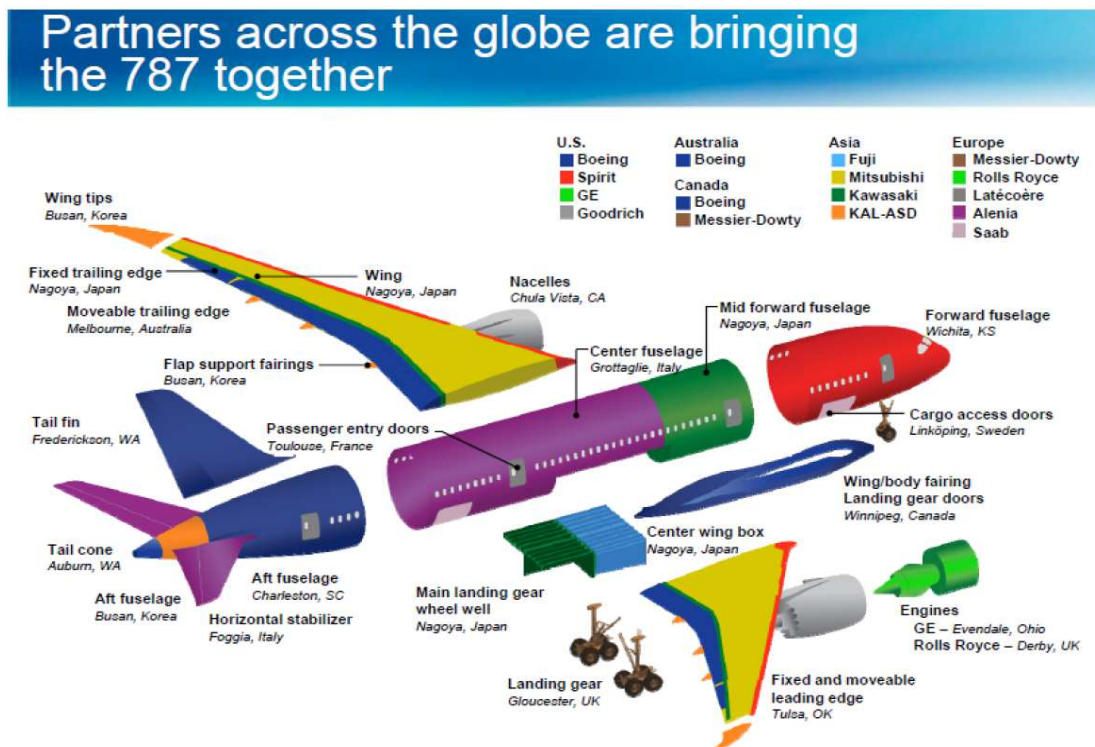 Partners across the globe are bringing
the 787 together
U.S.
Boeing
Spirit
GE
Goodrich
Australia
Boeing
Canada
Boeing
Messier-Dowty
Asia
Fuji
Mitsubishi
Kawasaki
KAL-ASD
Europe
Messier-Dowty
Rolls Royce
Latécoère
Alenia
Saab
Wing tips
Busan, Korea
Fixed trailing edge
Nagoya, Japan
Moveable trailing edge
Melbourne, Australia
Wing
Nagoya, Japan
Nacelles
Chula Vista, CA
Mid forward fuselage
Nagoya, Japan
Forward fuselage
Wichita, KS
Flap support fairings
Busan, Korea
Center fuselage
Grottaglie, Italy
Tail fin
Frederickson, WA
Passenger entry doors
Toulouse, France
Cargo access doors
Linköping, Sweden
Wing/body fairing
Landing gear doors
Winnipeg, Canada
Tail cone
Auburn, WA
Aft fuselage
Charleston, SC
Aft fuselage
Busan, Korea
Horizontal stabilizer
Foggia, Italy
Main landing gear
wheel well
Nagoya, Japan
Center wing box
Nagoya, Japan
Landing gear
Gloucester, UK
Engines
GE – Evendale, Ohio
Rolls Royce – Derby, UK
Fixed and moveable
leading edge
Tulsa, OK